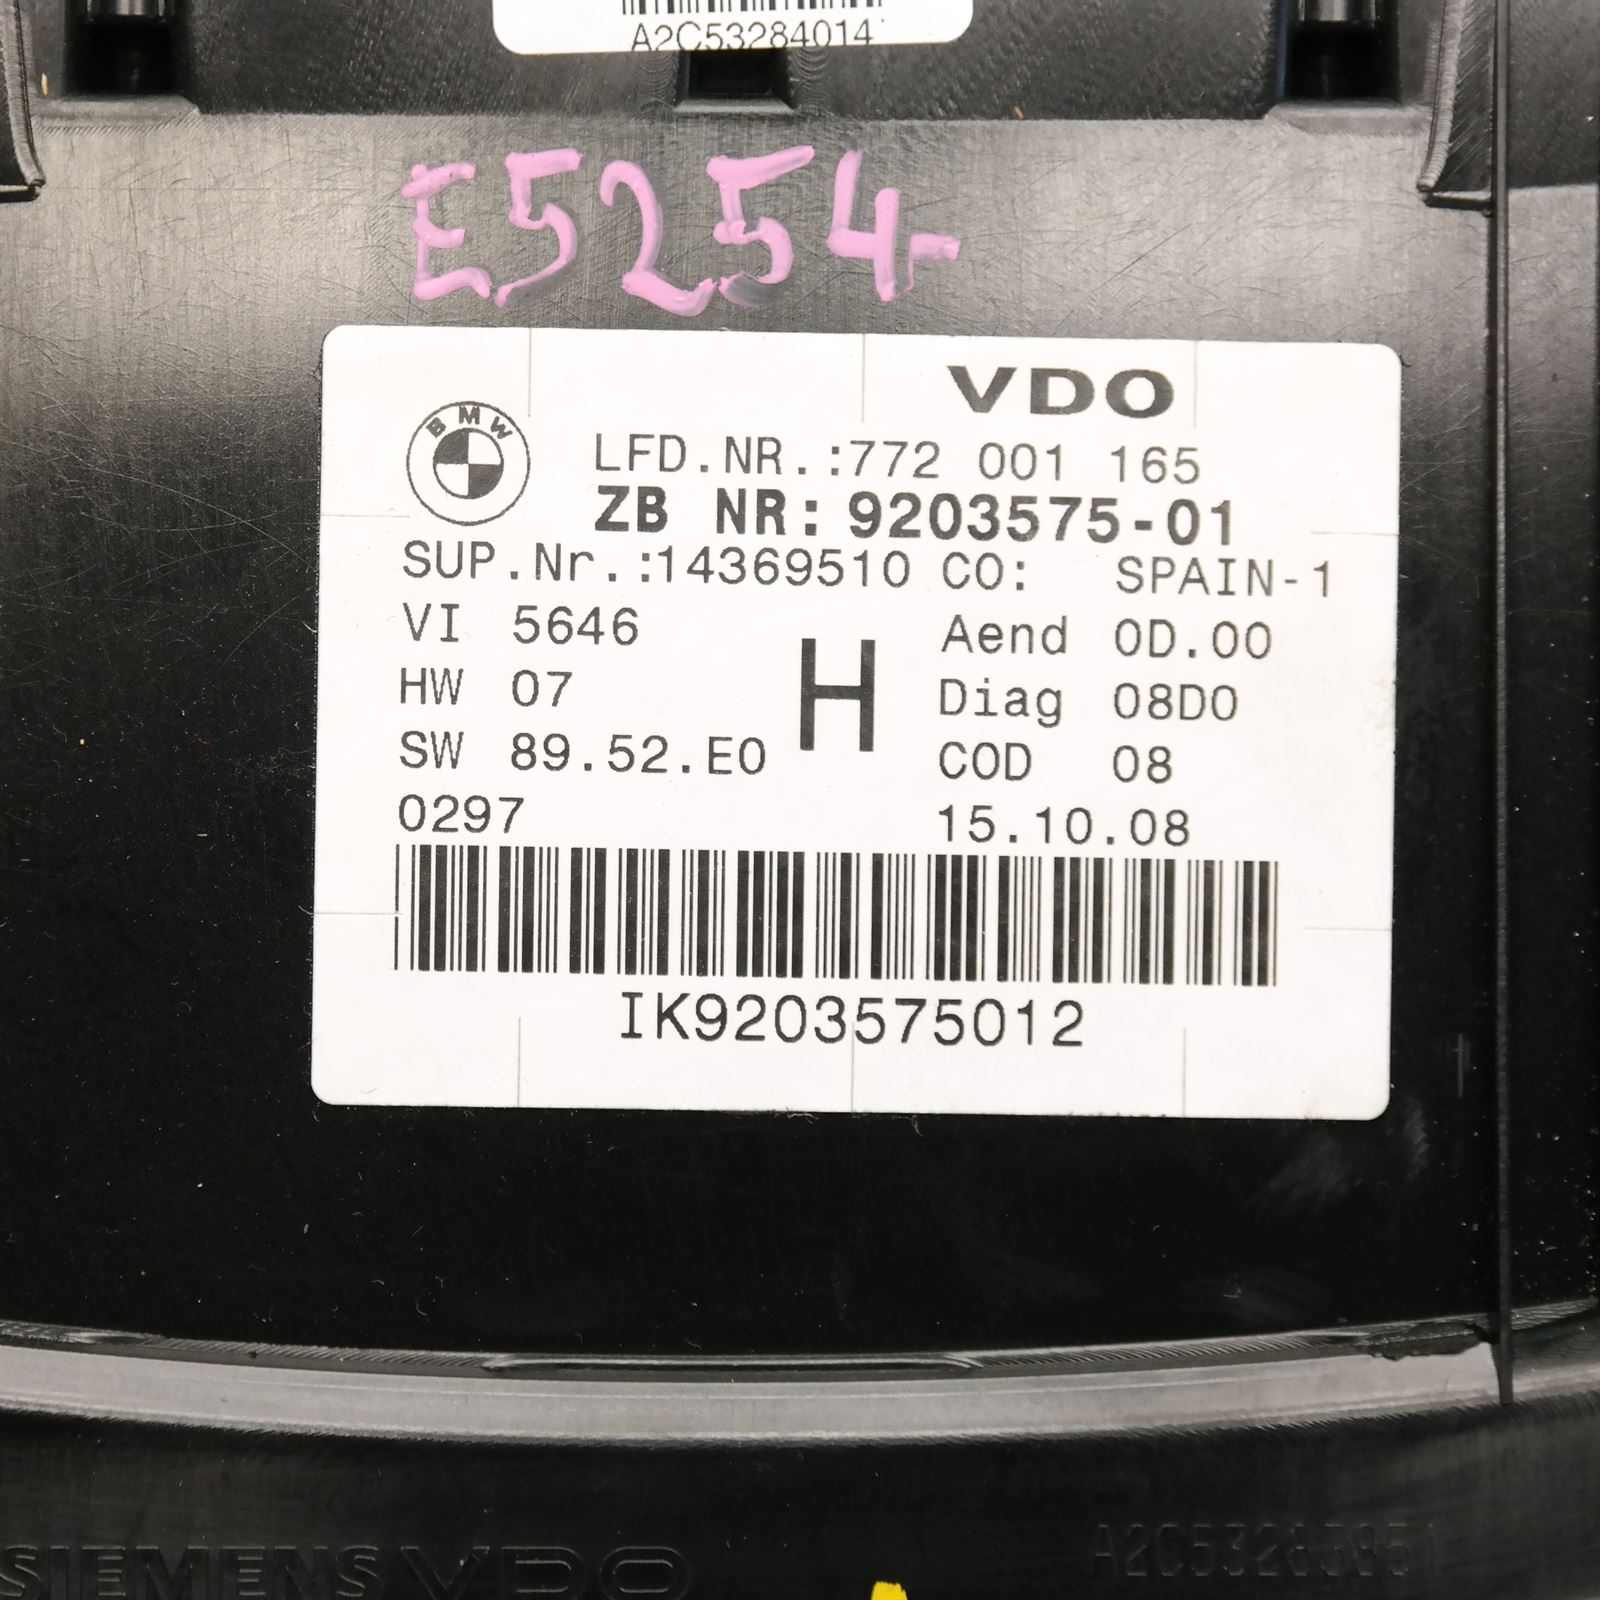 A2C53284014
E5254
VDO
BMW
LFD.NR.:772 001 165
ZB NR: 9203575-01
SUP.Nr.:14369510 CO: SPAIN-1
VI 5646 Aend 0D.00
HW 07 H Diag 08D0
SW 89.52.E0 COD 08
0297 15.10.08
IK9203575012
SIEMENS VDO A2C53283851